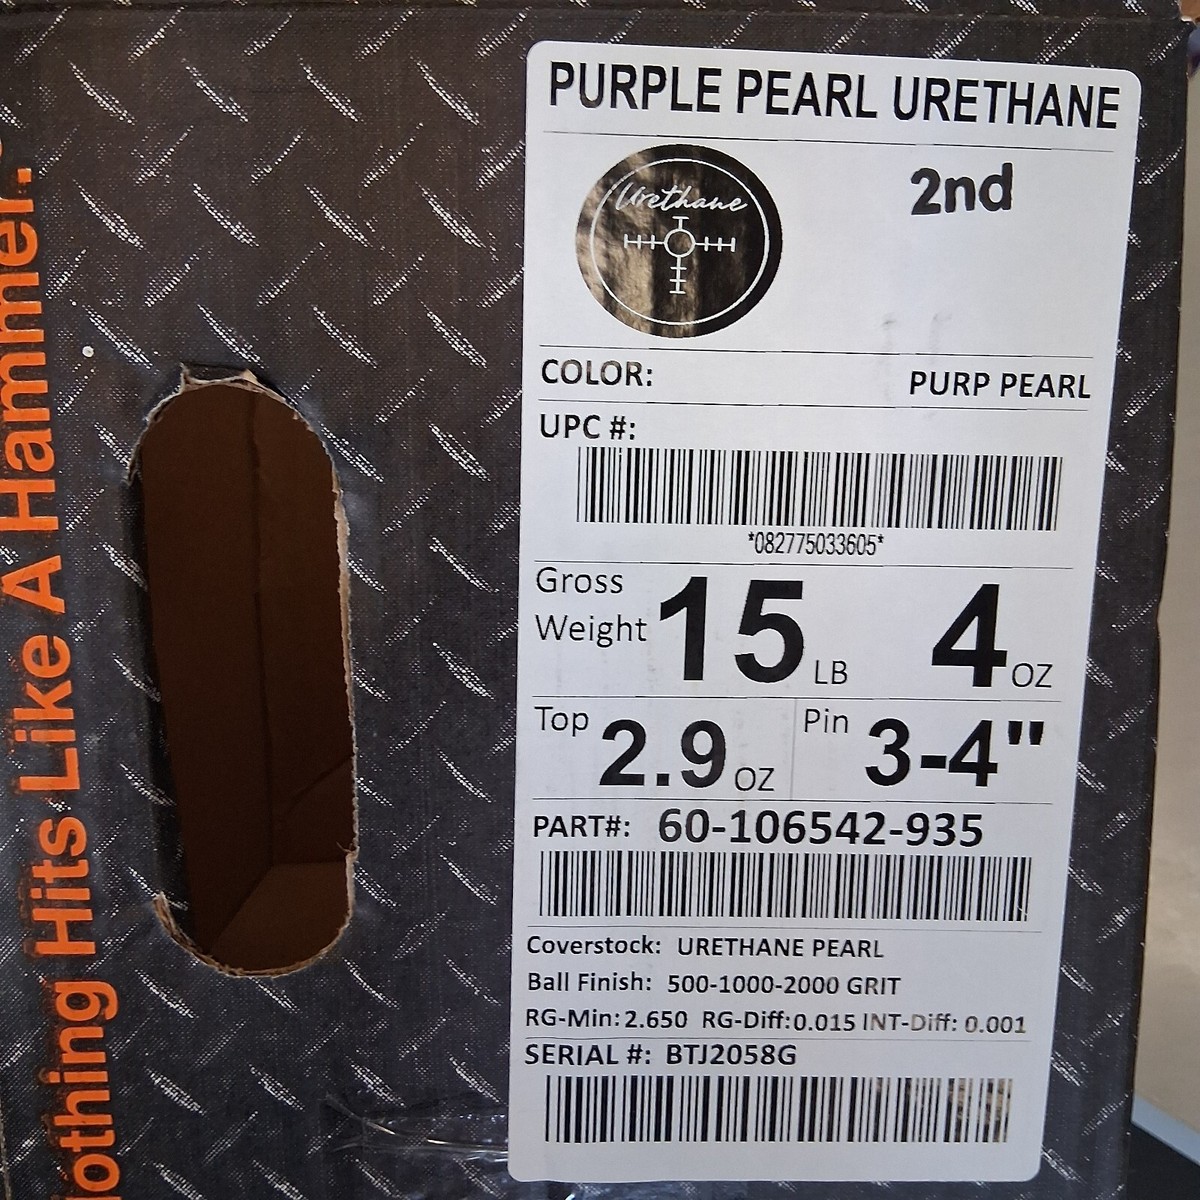 Nothing Hits Like A Hammer.
PURPLE PEARL URETHANE
Urethane
2nd
COLOR: PURP PEARL
UPC #:
*082775033605*
Gross Weight 15 LB 4 OZ
Top 2.9 OZ Pin 3-4"
PART#: 60-106542-935
Coverstock: URETHANE PEARL
Ball Finish: 500-1000-2000 GRIT
RG-Min: 2.650 RG-Diff: 0.015 INT-Diff: 0.001
SERIAL #: BTJ2058G